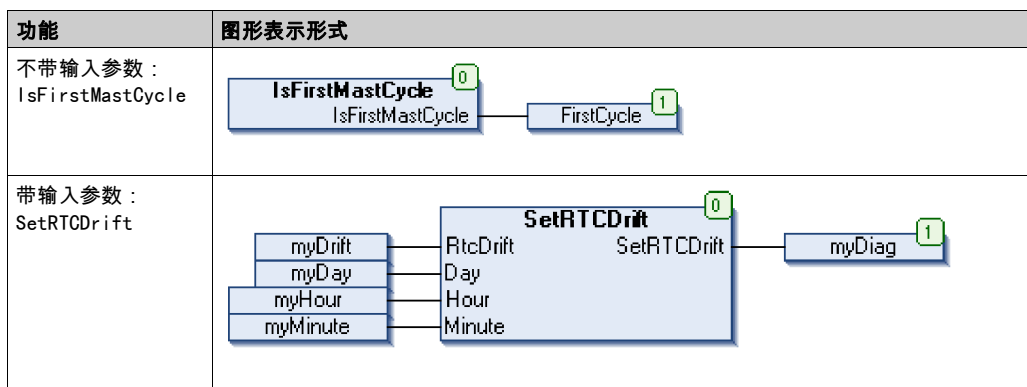 功能 图形表示形式
不带输入参数：
IsFirstMastCycle
IsFirstMastCycle 0
IsFirstMastCycle FirstCycle 1
带输入参数：
SetRTCDrift
SetRTCDrift 0
myDrift RtcDrift SetRTCDrift myDiag 1
myDay Day
myHour Hour
myMinute Minute